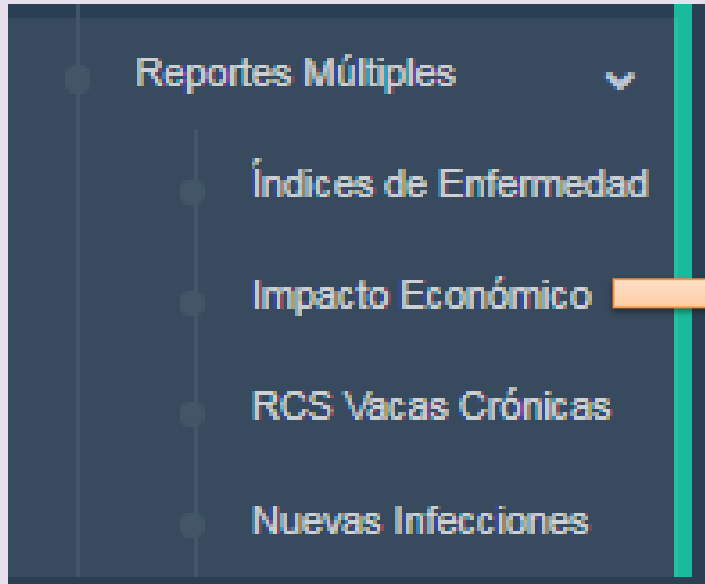 Reportes Múltiples
Índices de Enfermedad
Impacto Económico
RCS Vacas Crónicas
Nuevas Infecciones